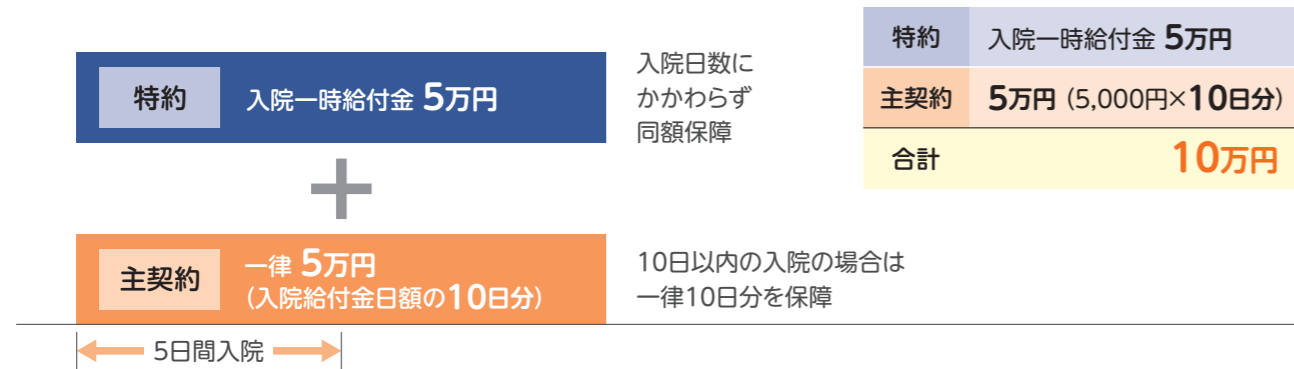 特約 入院一時給付金 5万円
入院日数に
かかわらず
同額保障
+
主契約 一律 5万円
(入院給付金日額の10日分)
10日以内の入院の場合は
一律10日分を保障
5日間入院
特約 入院一時給付金 5万円
主契約 5万円 (5,000円×10日分)
合計 10万円